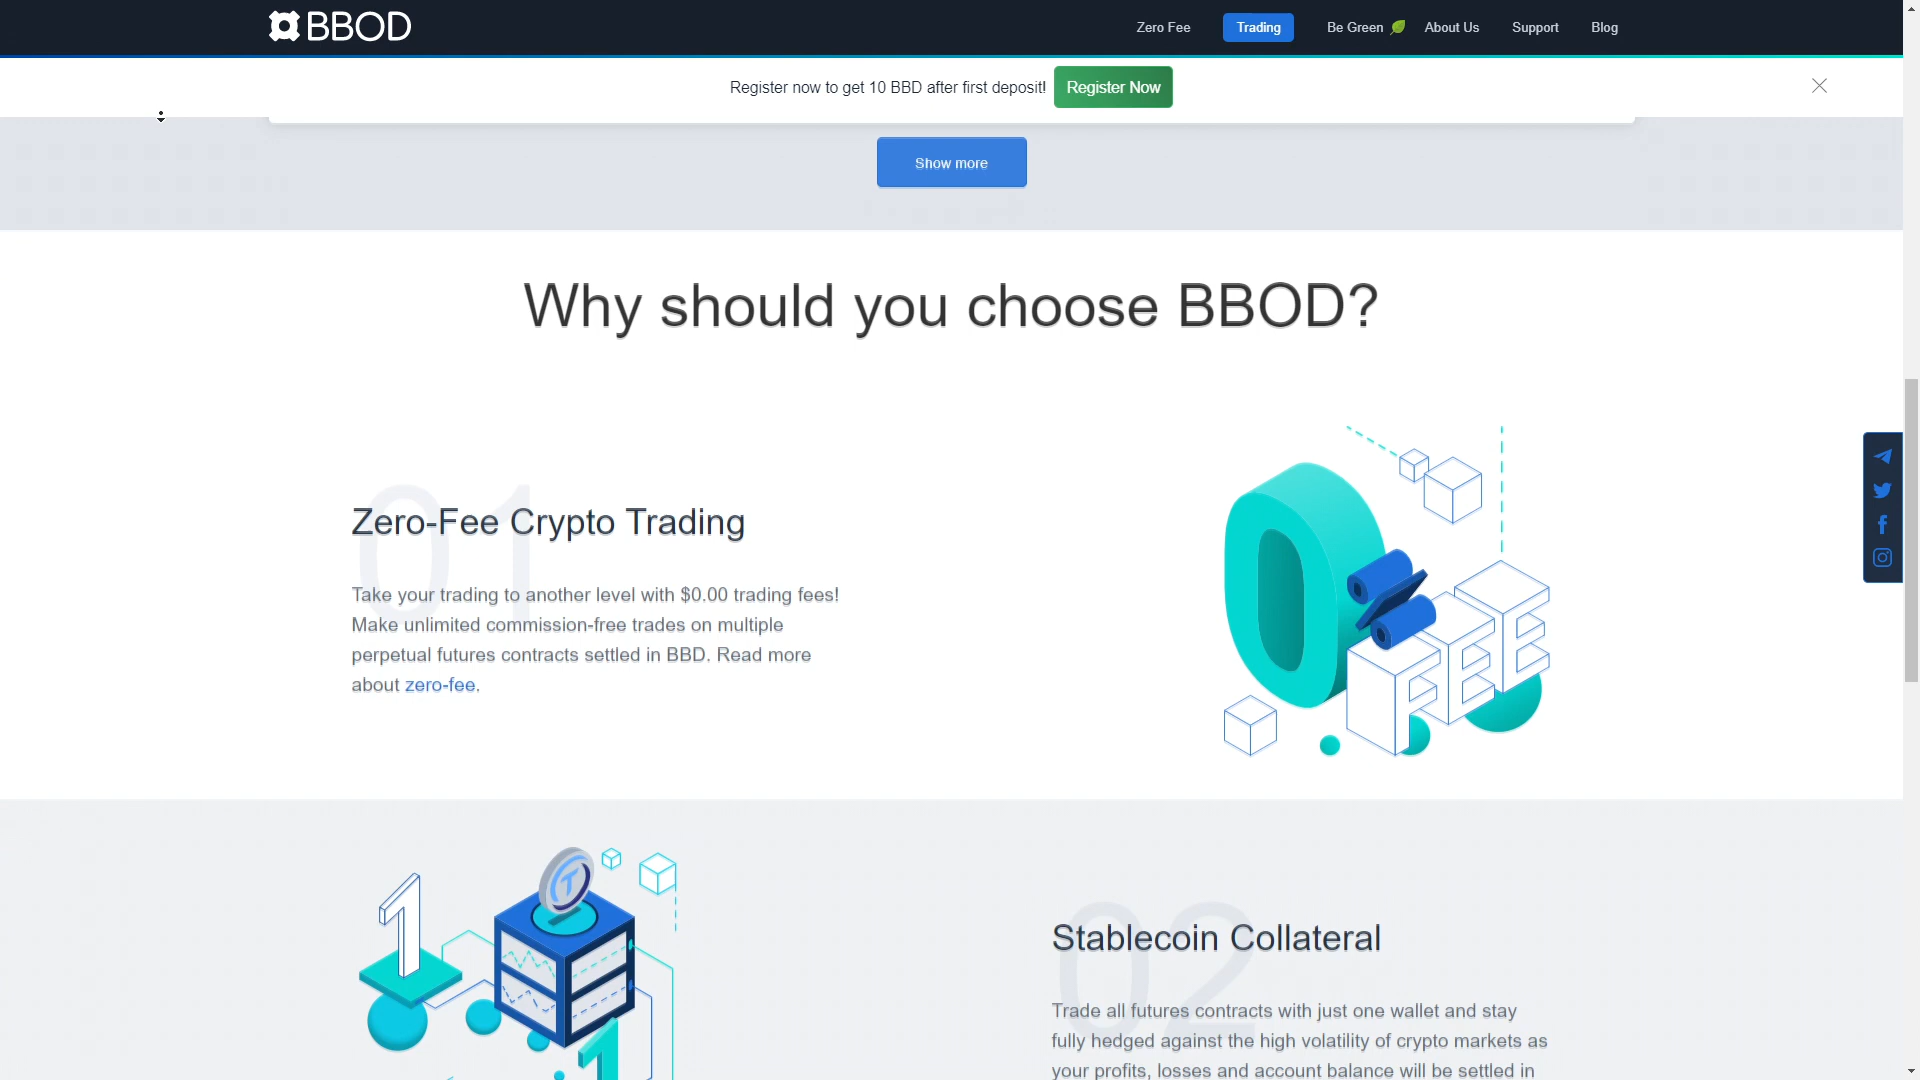 BBOD
Zero Fee
Trading
Be Green
About Us
Support
Blog
Register now to get 10 BBD after first deposit!
Register Now
Show more
Why should you choose BBOD?
01
Zero-Fee Crypto Trading
Take your trading to another level with $0.00 trading fees!
Make unlimited commission-free trades on multiple
perpetual futures contracts settled in BBD. Read more
about zero-fee.
0%
FEE
1
T
1
02
Stablecoin Collateral
Trade all futures contracts with just one wallet and stay
fully hedged against the high volatility of crypto markets as
your profits, losses and account balance will be settled in